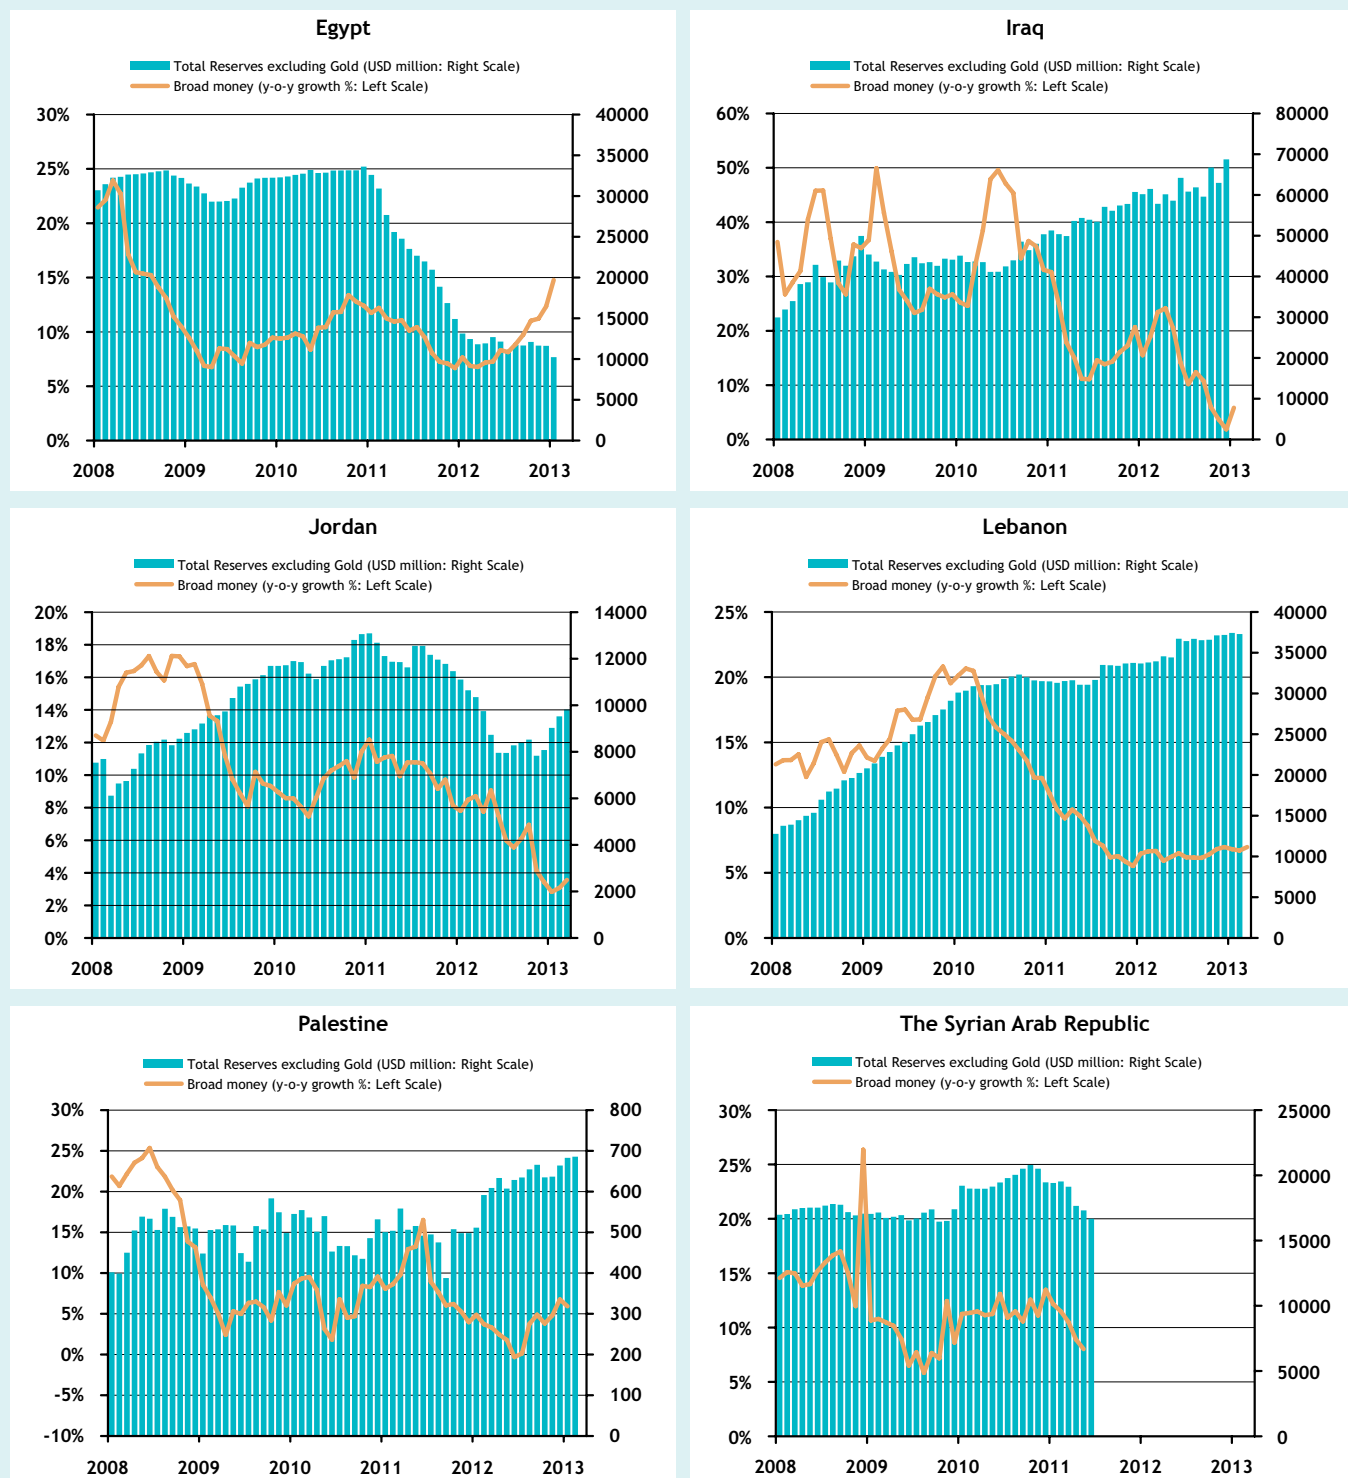 Egypt
Total Reserves excluding Gold (USD million: Right Scale)
Broad money (y-o-y growth %: Left Scale)
30% 40000
35000
25% 30000
20% 25000
15% 20000
15000
10% 10000
5% 5000
0% 0
2008 2009 2010 2011 2012 2013
Iraq
Total Reserves excluding Gold (USD million: Right Scale)
Broad money (y-o-y growth %: Left Scale)
60% 80000
50% 70000
60000
40% 50000
30% 40000
20% 30000
20000
10% 10000
0% 0
2008 2009 2010 2011 2012 2013
Jordan
Total Reserves excluding Gold (USD million: Right Scale)
Broad money (y-o-y growth %: Left Scale)
20% 14000
18% 12000
16%
14% 10000
12% 8000
10%
8% 6000
6% 4000
4%
2% 2000
0% 0
2008 2009 2010 2011 2012 2013
Lebanon
Total Reserves excluding Gold (USD million: Right Scale)
Broad money (y-o-y growth %: Left Scale)
25% 40000
35000
20% 30000
15% 25000
20000
10% 15000
5% 10000
5000
0% 0
2008 2009 2010 2011 2012 2013
Palestine
Total Reserves excluding Gold (USD million: Right Scale)
Broad money (y-o-y growth %: Left Scale)
30% 800
25% 700
20% 600
15% 500
10% 400
5% 300
0% 200
-5% 100
-10% 0
2008 2009 2010 2011 2012 2013
The Syrian Arab Republic
Total Reserves excluding Gold (USD million: Right Scale)
Broad money (y-o-y growth %: Left Scale)
30% 25000
25% 20000
20%
15% 15000
10% 10000
5% 5000
0% 0
2008 2009 2010 2011 2012 2013